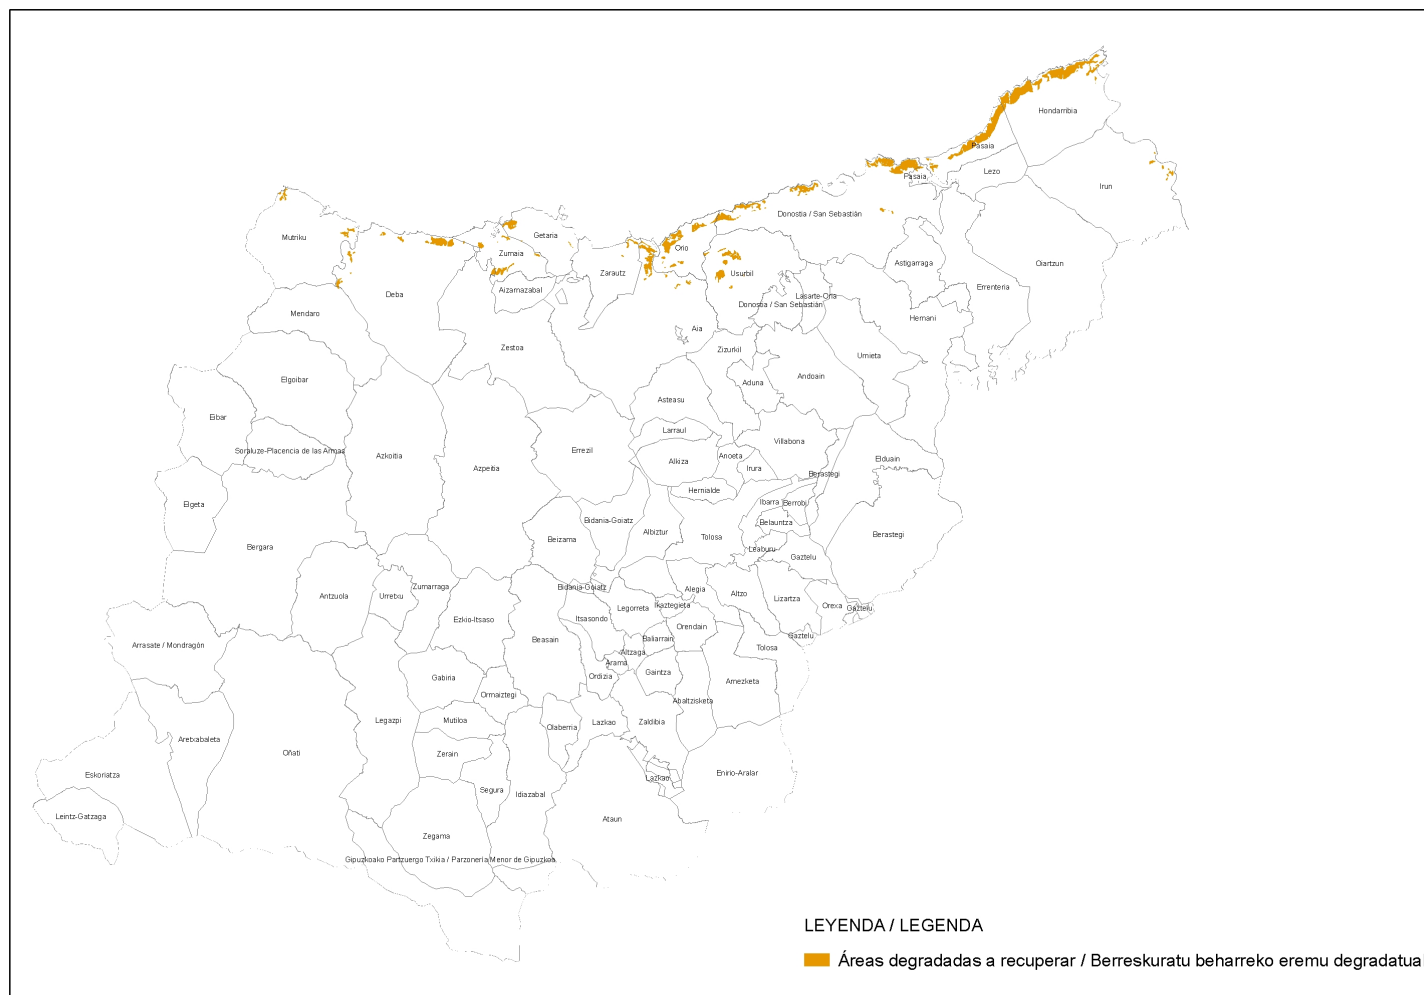 Hondarribia
Pasaia
Lezo
Irun
Pasaia
Donostia / San Sebastián
Mutriku
Getaria
Zumaia
Orio
Zarautz
Usurbil
Astigarraga
Oiartzun
Errenteria
Aizarnazabal
Deba
Donostia / San Sebastián
Lasarte-Oria
Mendaro
Hernani
Aia
Zestoa
Zizurkil
Urnieta
Elgoibar
Aduna
Andoain
Asteasu
Eibar
Larraul
Villabona
Soraluze-Placencia de las Armas
Errezil
Azkoitia
Anoeta
Elduain
Alkiza
Irura
Azpeitia
Berastegi
Hernialde
Elgeta
Ibarra
Berrobi
Bidania-Goiatz
Belauntza
Albiztur
Tolosa
Berastegi
Beizama
Bergara
Leaburu
Gaztelu
Bidania-Goiatz
Zumarraga
Alegia
Altzo
Antzuola
Urretxu
Lizartza
Orexa
Ikaztegieta
Legorreta
Gaztelu
Ezkio-Itsaso
Itsasondo
Orendain
Beasain
Baliarrain
Gaztelu
Arrasate / Mondragón
Altzaga
Tolosa
Arama
Gaintza
Gabiria
Ordizia
Amezketa
Ormaiztegi
Abaltzisketa
Legazpi
Mutiloa
Lazkao
Zaldibia
Olaberria
Aretxabaleta
Oñati
Zerain
Eskoriatza
Enirio-Aralar
Lazkao
Segura
Idiazabal
Leintz-Gatzaga
Ataun
Zegama
Gipuzkoako Partzuergo Txikia / Parzonería Menor de Gipuzkoa
LEYENDA / LEGENDA
Áreas degradadas a recuperar / Berreskuratu beharreko eremu degradatua